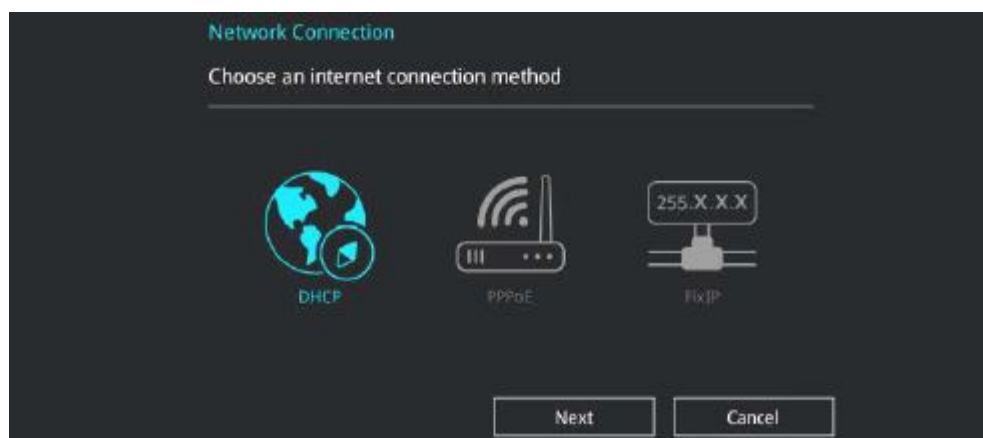 Network Connection
Choose an internet connection method
255.X.X.X
DHCP
PPPoE
FixIP
Next
Cancel